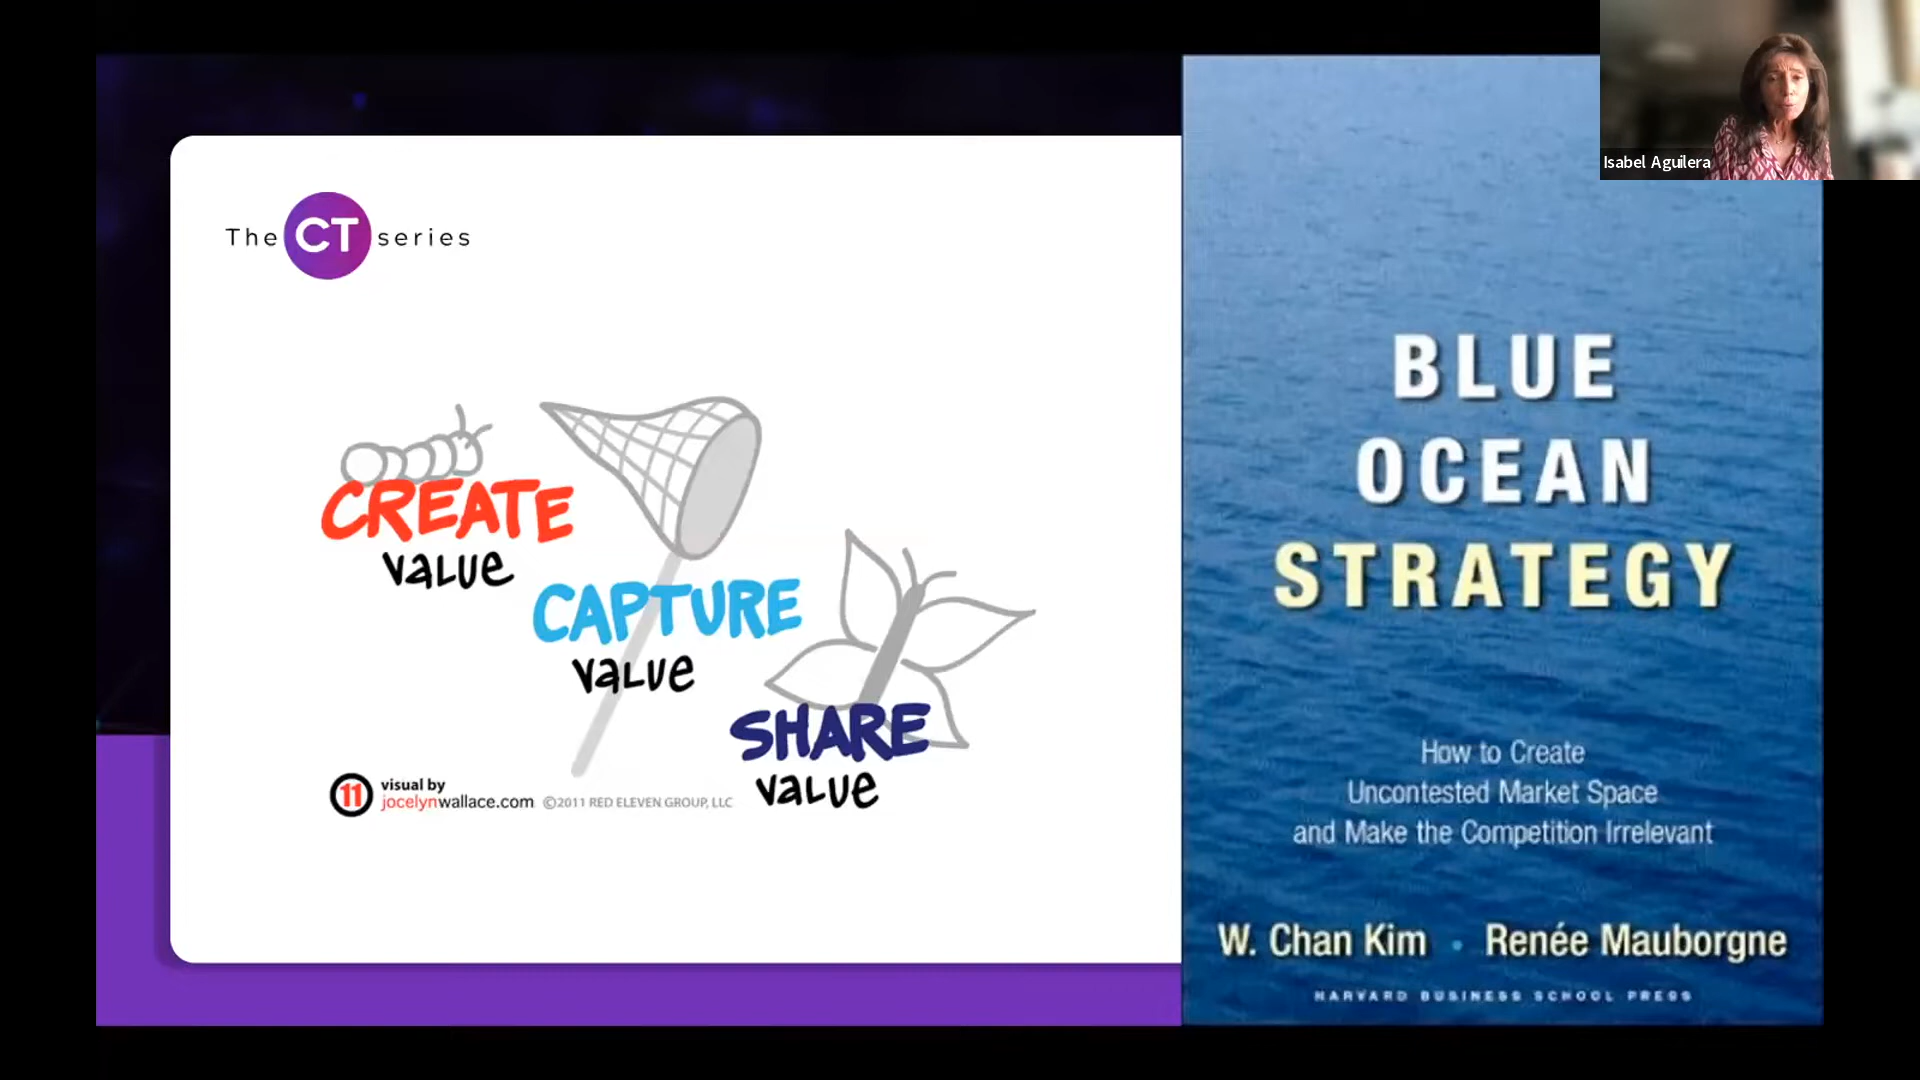 Isabel Aguilera
The CT series
CREATE
value
CAPTURE
value
SHARE
value
11 visual by
jocelynwallace.com ©2011 RED ELEVEN GROUP, LLC
BLUE
OCEAN
STRATEGY
How to Create
Uncontested Market Space
and Make the Competition Irrelevant
W. Chan Kim • Renée Mauborgne
HARVARD BUSINESS SCHOOL PRESS